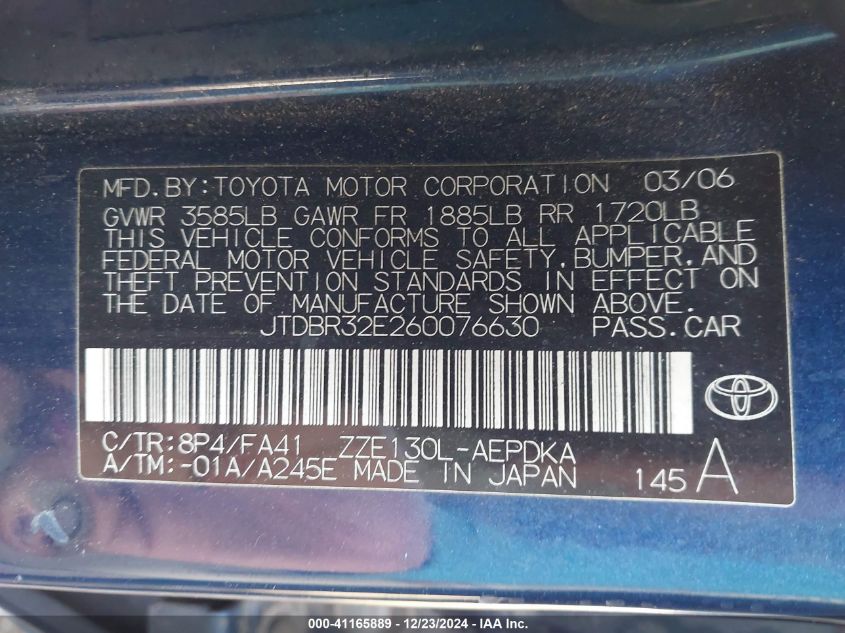 MFD.BY:TOYOTA MOTOR CORPORATION 03/06
GVWR 3585LB GAWR FR 1885LB RR 1720LB
THIS VEHICLE CONFORMS TO ALL APPLICABLE
FEDERAL MOTOR VEHICLE SAFETY,BUMPER,AND
THEFT PREVENTION STANDARDS IN EFFECT ON
THE DATE OF MANUFACTURE SHOWN ABOVE.
JTDBR32E260076630 PASS.CAR
C/TR:8P4/FA41 ZZE130L-AEPDKA
A/TM:-01A/A245E MADE IN JAPAN 145 A
000-41165889 - 12/23/2024 - IAA Inc.